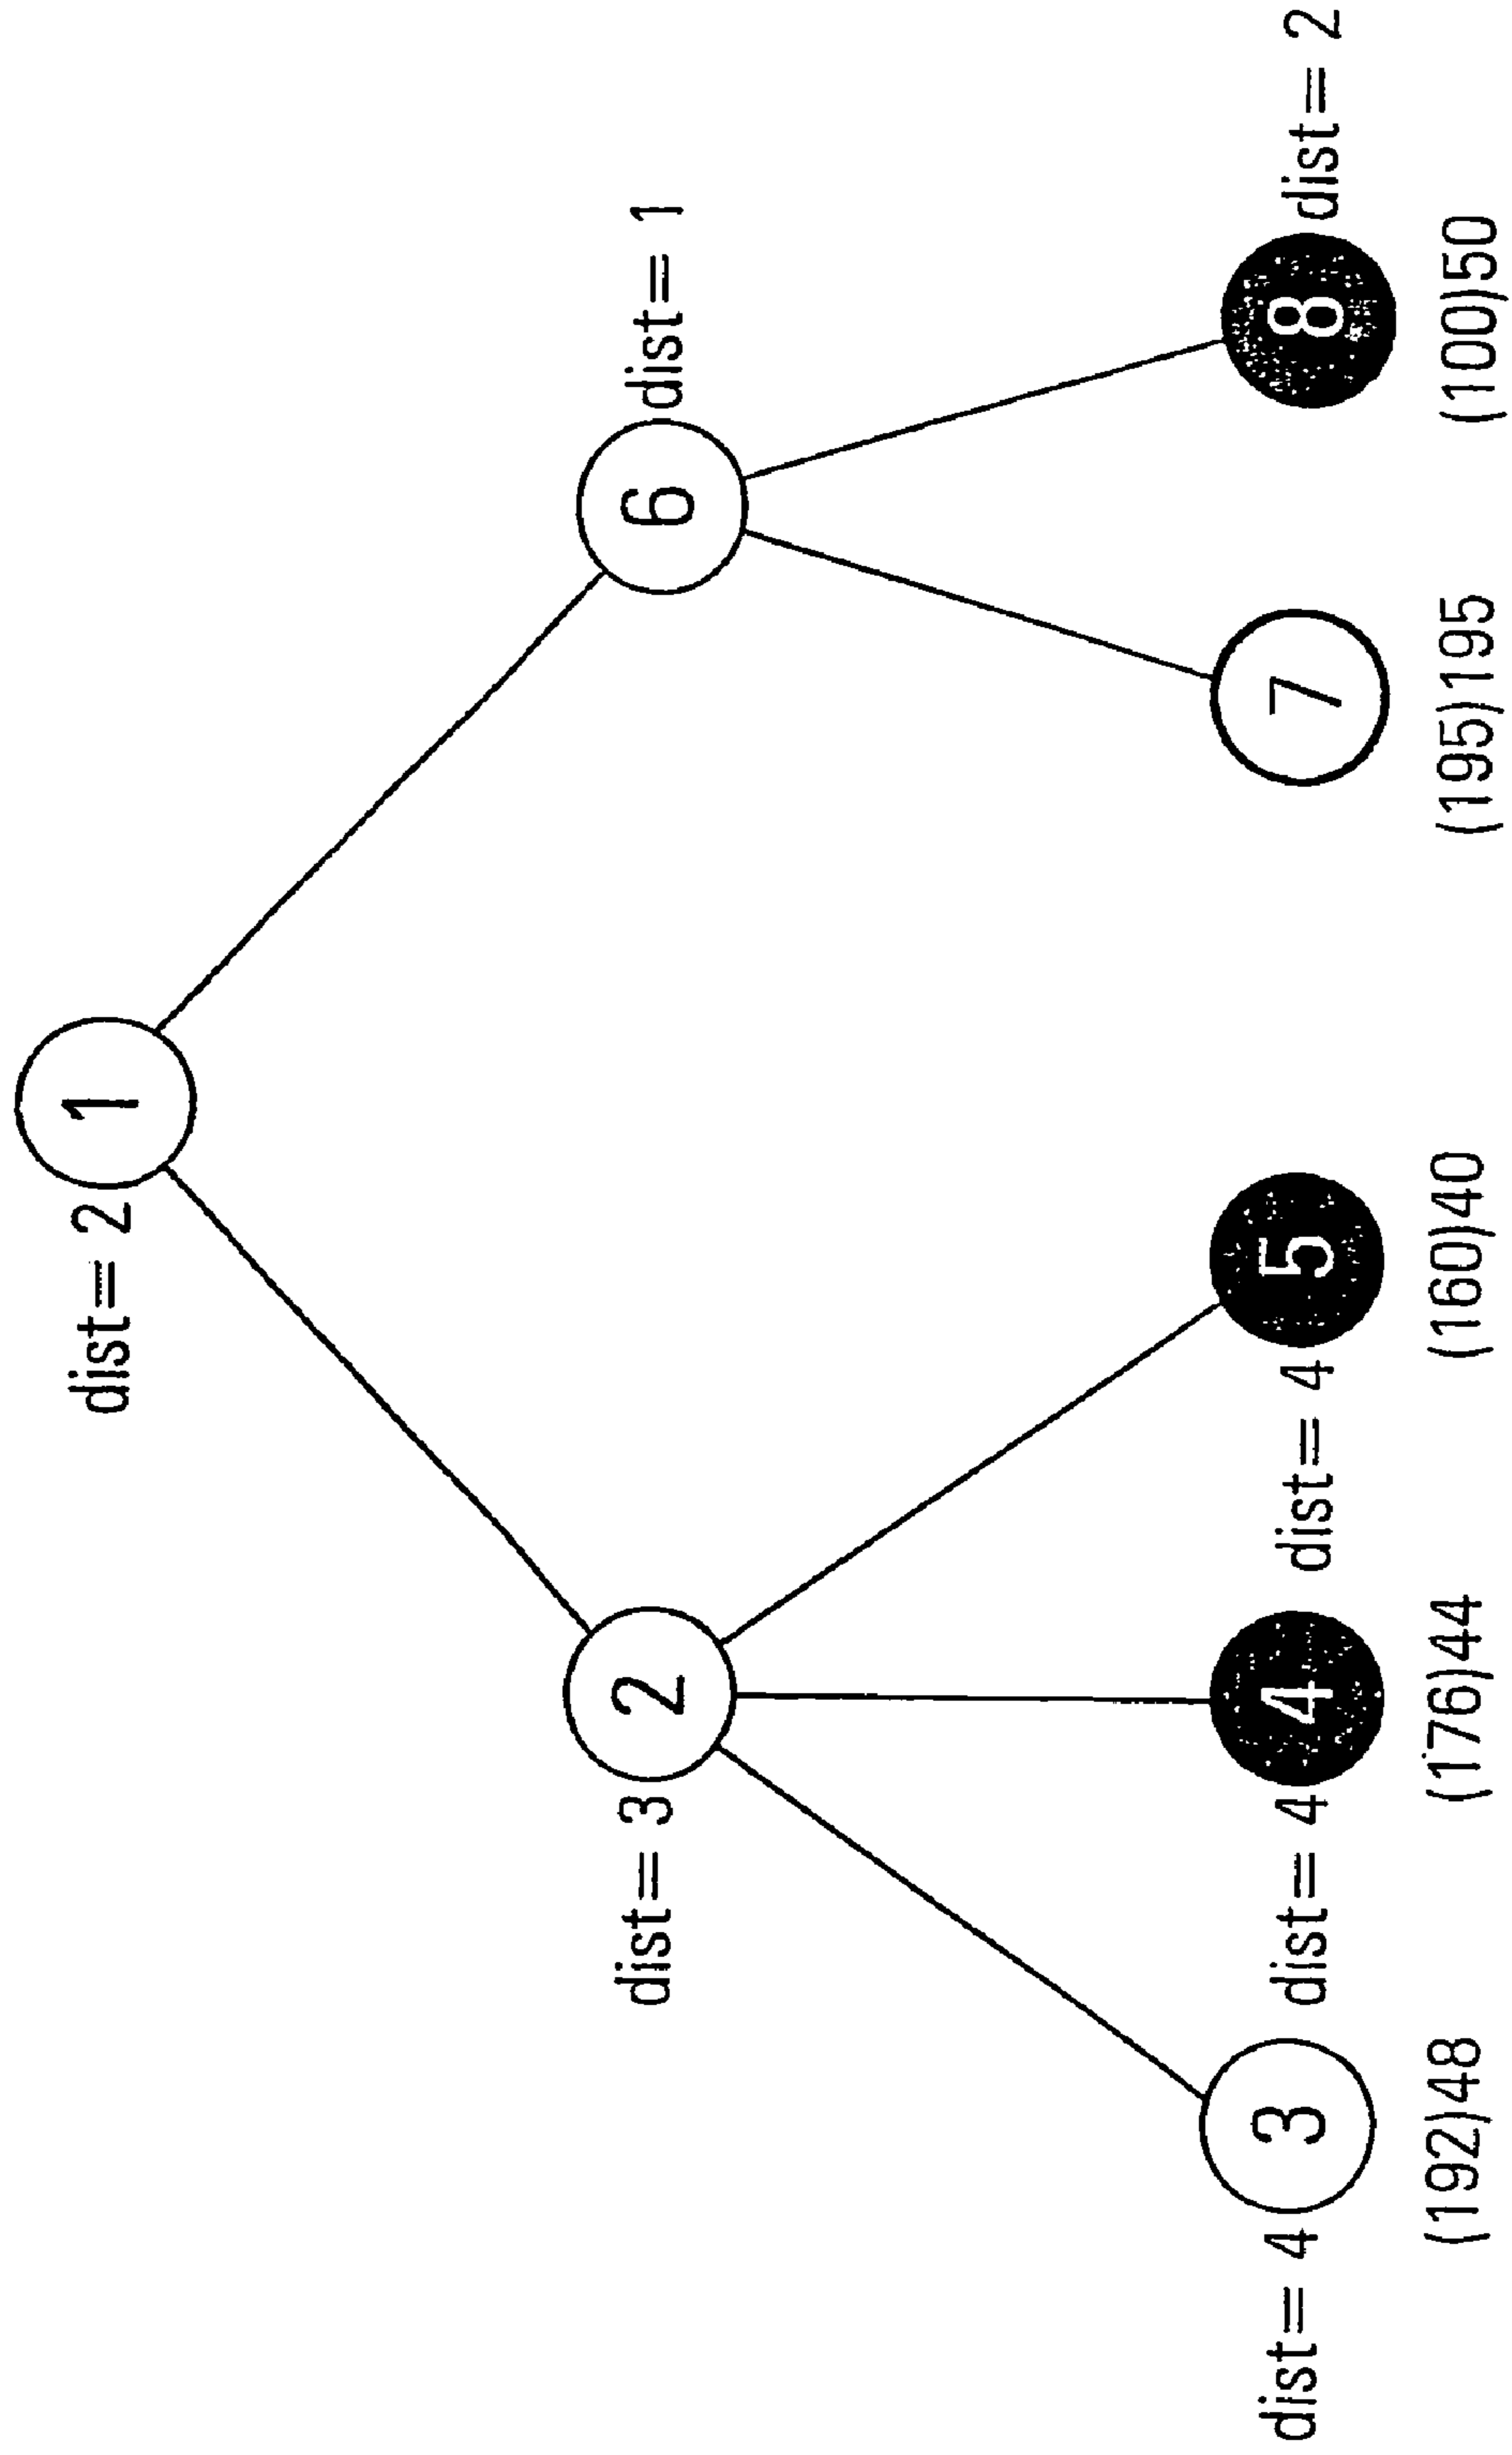 dist= 2
1
dist= 3
2
6
dist= 1
dist= 4
3
dist= 4
4
dist= 4
5
7
8
dist= 2
(192)48
(176)44
(160)40
(195)195
(100)50